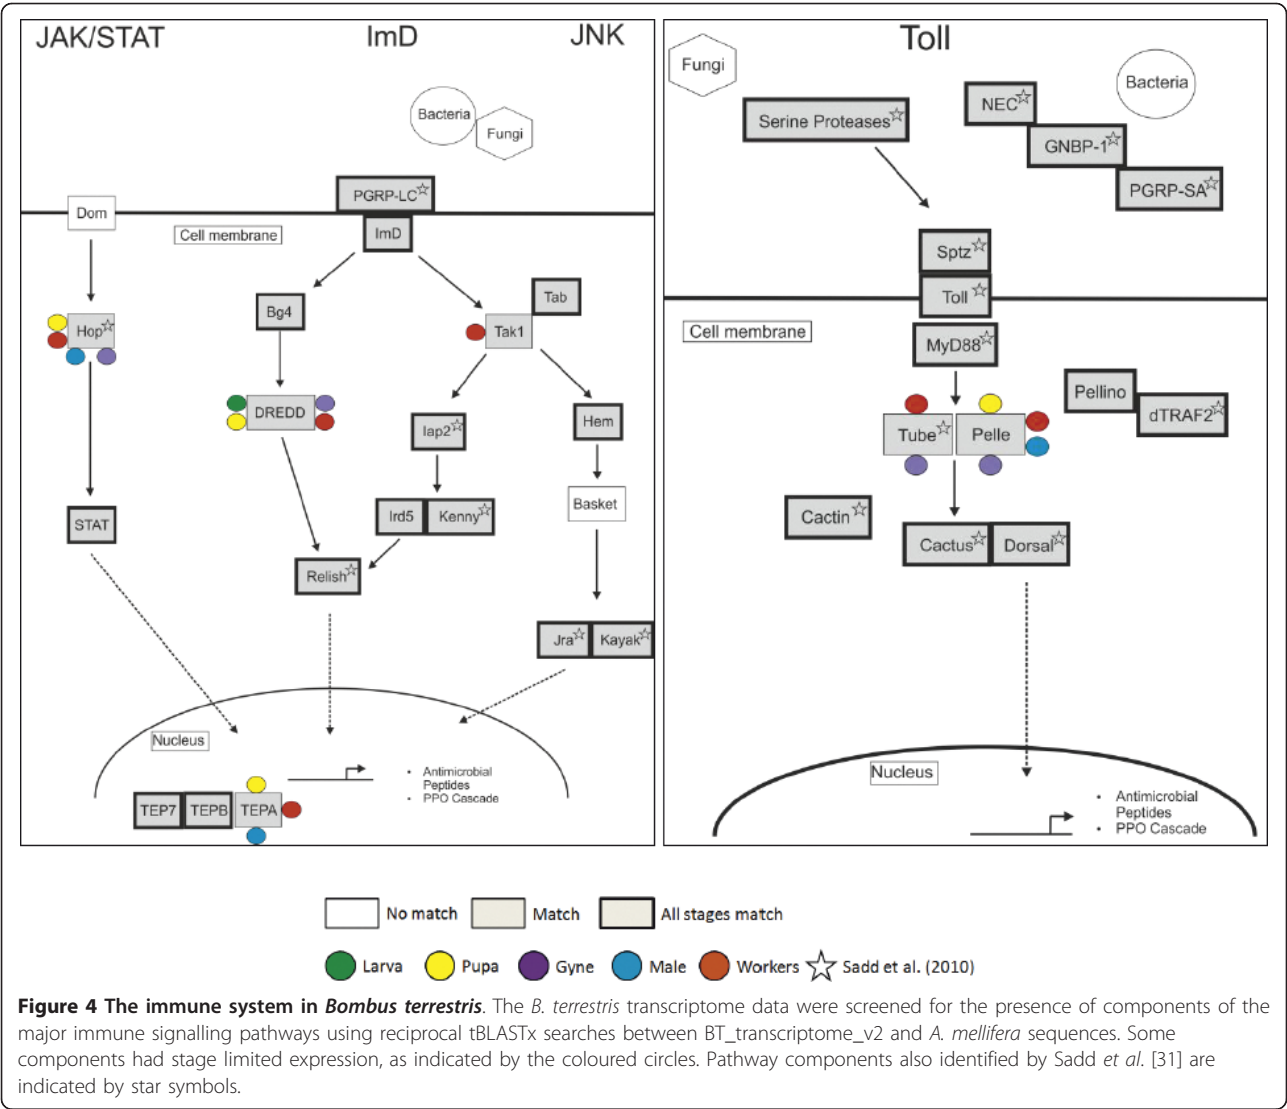 JAK/STAT
ImD
JNK
Bacteria
Fungi
PGRP-LC☆
Dom
Cell membrane
ImD
Bg4
Tab
Hop☆
Tak1
DREDD
Iap2☆
Hem
STAT
Ird5
Kenny☆
Basket
Relish☆
Jra☆
Kayak☆
Nucleus
• Antimicrobial
Peptides
• PPO Cascade
TEP7
TEPB
TEPA
Toll
Fungi
Bacteria
Serine Proteases☆
NEC☆
GNBP-1☆
PGRP-SA☆
Sptz☆
Toll☆
Cell membrane
MyD88☆
Pellino
dTRAF2☆
Tube☆
Pelle
Cactin☆
Cactus☆
Dorsal☆
Nucleus
• Antimicrobial
Peptides
• PPO Cascade
No match
Match
All stages match
Larva
Pupa
Gyne
Male
Workers
☆ Sadd et al. (2010)
Figure 4 The immune system in Bombus terrestris. The B. terrestris transcriptome data were screened for the presence of components of the
major immune signalling pathways using reciprocal tBLASTx searches between BT_transcriptome_v2 and A. mellifera sequences. Some
components had stage limited expression, as indicated by the coloured circles. Pathway components also identified by Sadd et al. [31] are
indicated by star symbols.